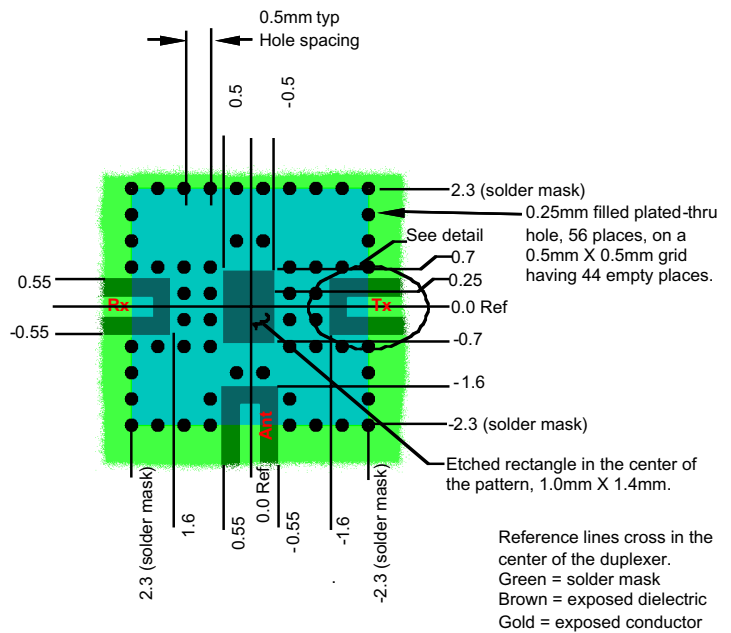 0.5mm typ
Hole spacing
0.5
-0.5
2.3 (solder mask)
0.25mm filled plated-thru
hole, 56 places, on a
0.5mm X 0.5mm grid
having 44 empty places.
See detail
0.7
0.25
0.55
Rx
Tx
0.0 Ref
-0.55
-0.7
-1.6
Ant
-2.3 (solder mask)
Etched rectangle in the center of
the pattern, 1.0mm X 1.4mm.
2.3 (solder mask)
1.6
0.55
0.0 Ref
-0.55
-1.6
-2.3 (solder mask)
Reference lines cross in the
center of the duplexer.
Green = solder mask
Brown = exposed dielectric
Gold = exposed conductor